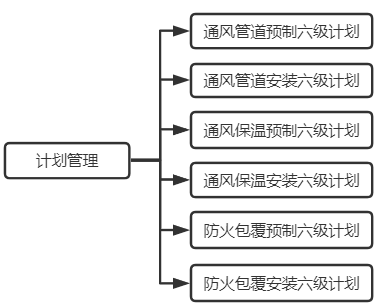 通风管道预制六级计划
通风管道安装六级计划
通风保温预制六级计划
计划管理
通风保温安装六级计划
防火包覆预制六级计划
防火包覆安装六级计划